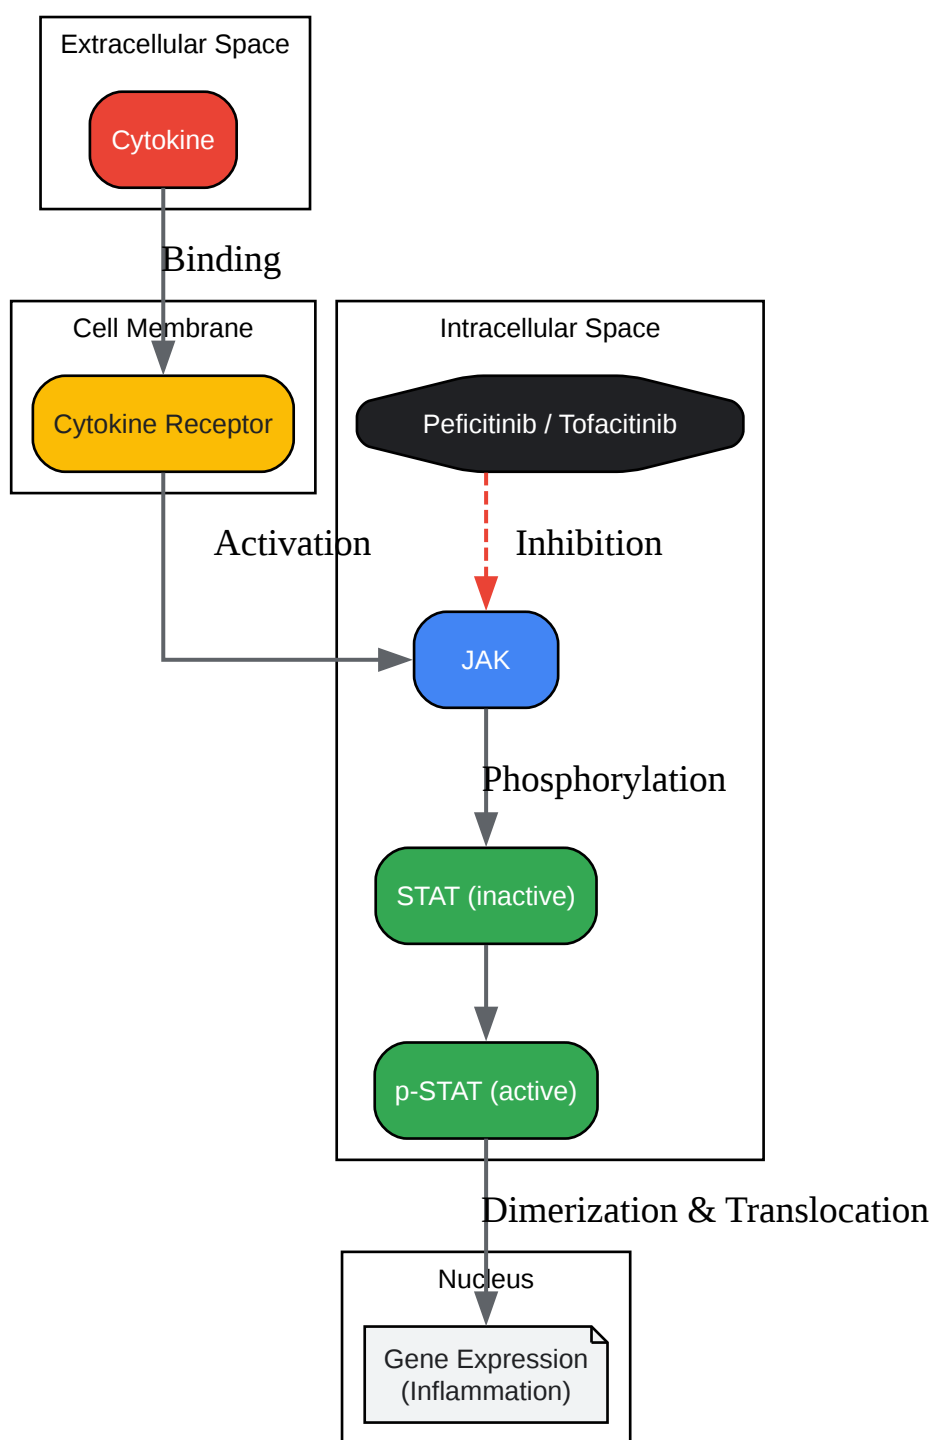 Extracellular Space
Cytokine
Binding
Cell Membrane
Cytokine Receptor
Intracellular Space
Peficitinib / Tofacitinib
Activation
Inhibition
JAK
Phosphorylation
STAT (inactive)
p-STAT (active)
Dimerization & Translocation
Nucleus
Gene Expression
(Inflammation)